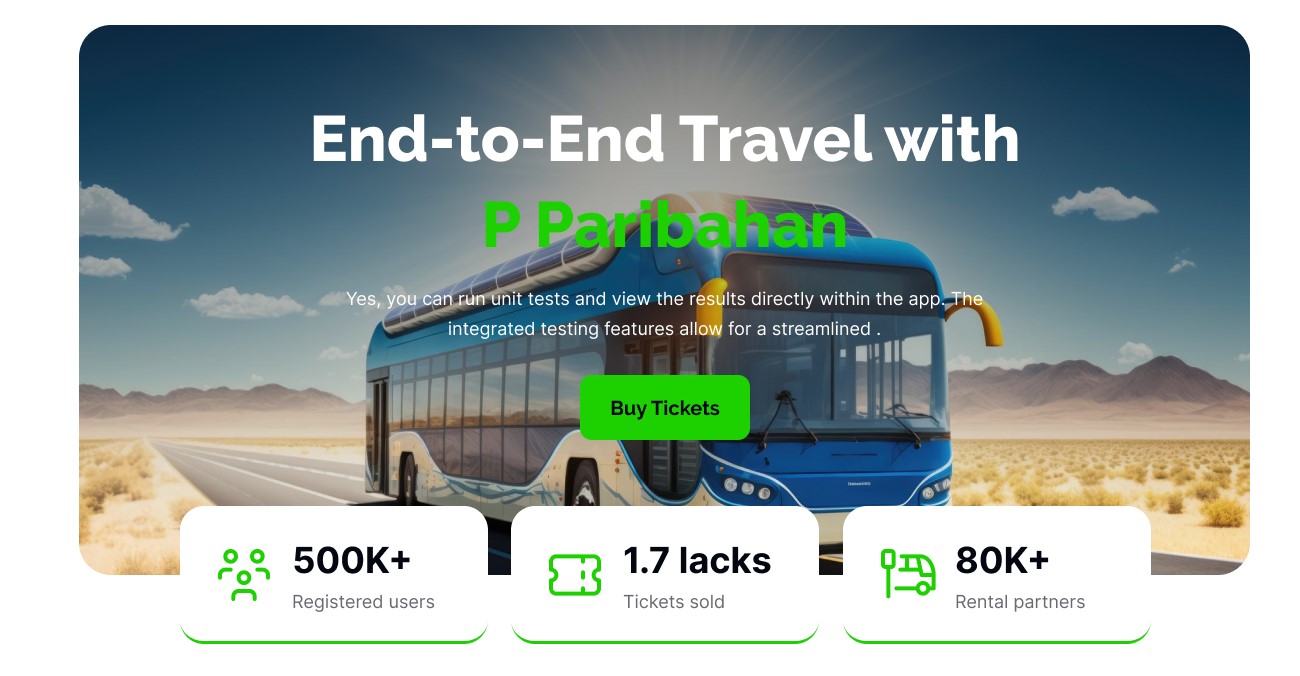 End-to-End Travel with
P Paribahan
Yes, you can run unit tests and view the results directly within the app. The
integrated testing features allow for a streamlined .
Buy Tickets
500K+
Registered users
1.7 lacks
Tickets sold
80K+
Rental partners